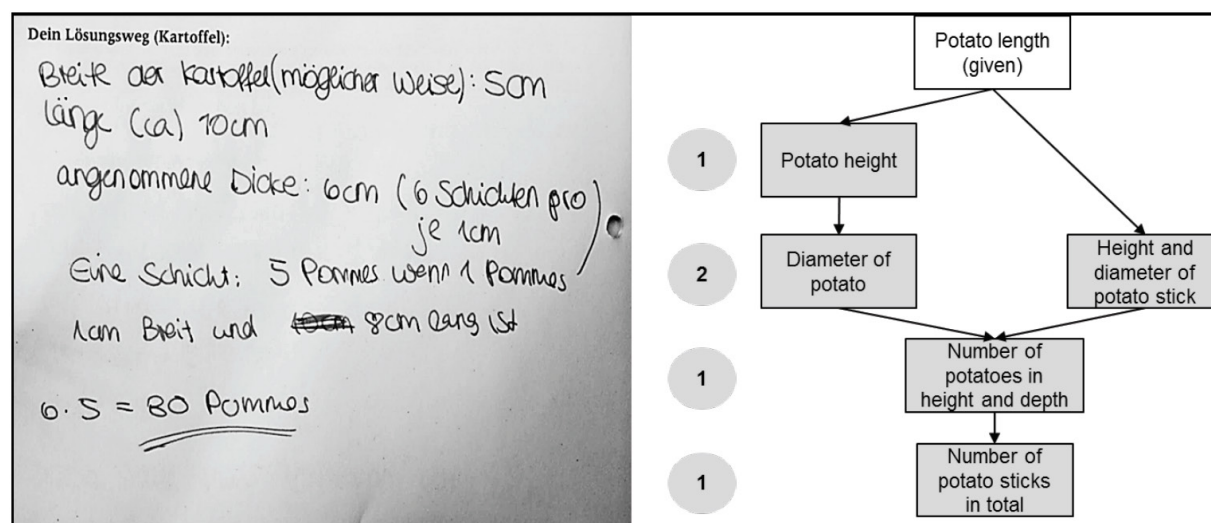 Dein Lösungsweg (Kartoffel):
Breite der Kartoffel (möglicher Weise): 5cm
Länge (ca) 10cm
angenommene Dicke: 6cm (6 Schichten pro
je 1cm
Eine Schicht: 5 Pommes wenn 1 Pommes
1cm Breit und 8cm lang ist
6 · 5 = 30 Pommes
Potato length
(given)
1
Potato height
2
Diameter of
potato
Height and
diameter of
potato stick
1
Number of
potatoes in
height and depth
1
Number of
potato sticks
in total